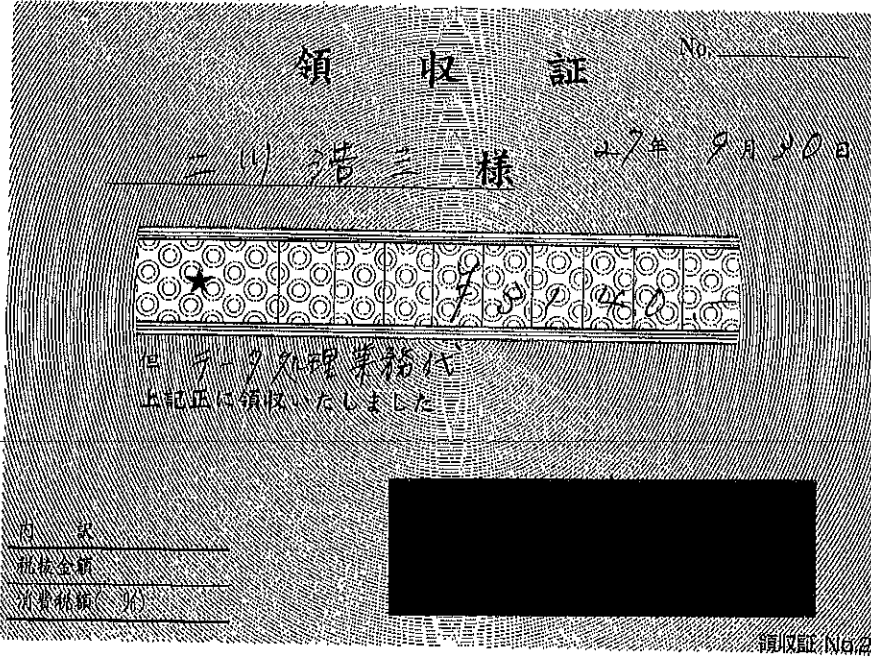 領収証
No.
二川浩三 様
27年 9月30日
★ ¥3140-
但 データ処理業務代
上記正に領収いたしました
内訳
税抜金額
消費税額( %)
領収証 No.2